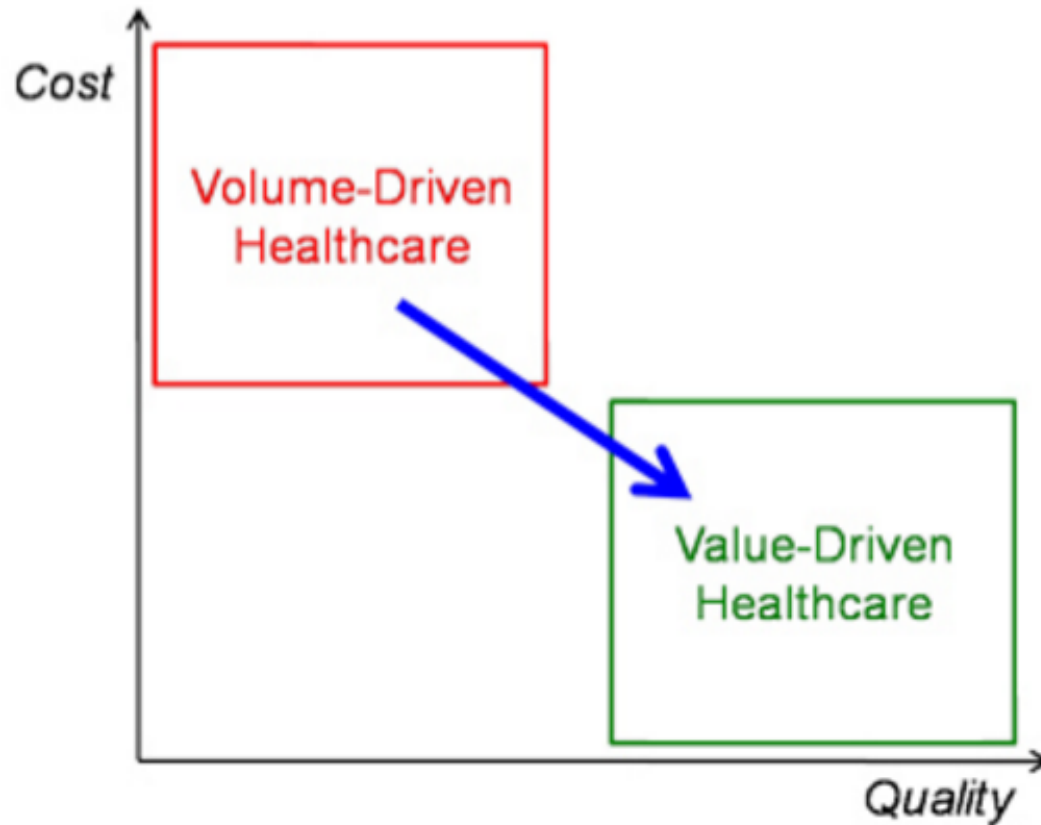 Cost
Volume-Driven
Healthcare
Value-Driven
Healthcare
Quality